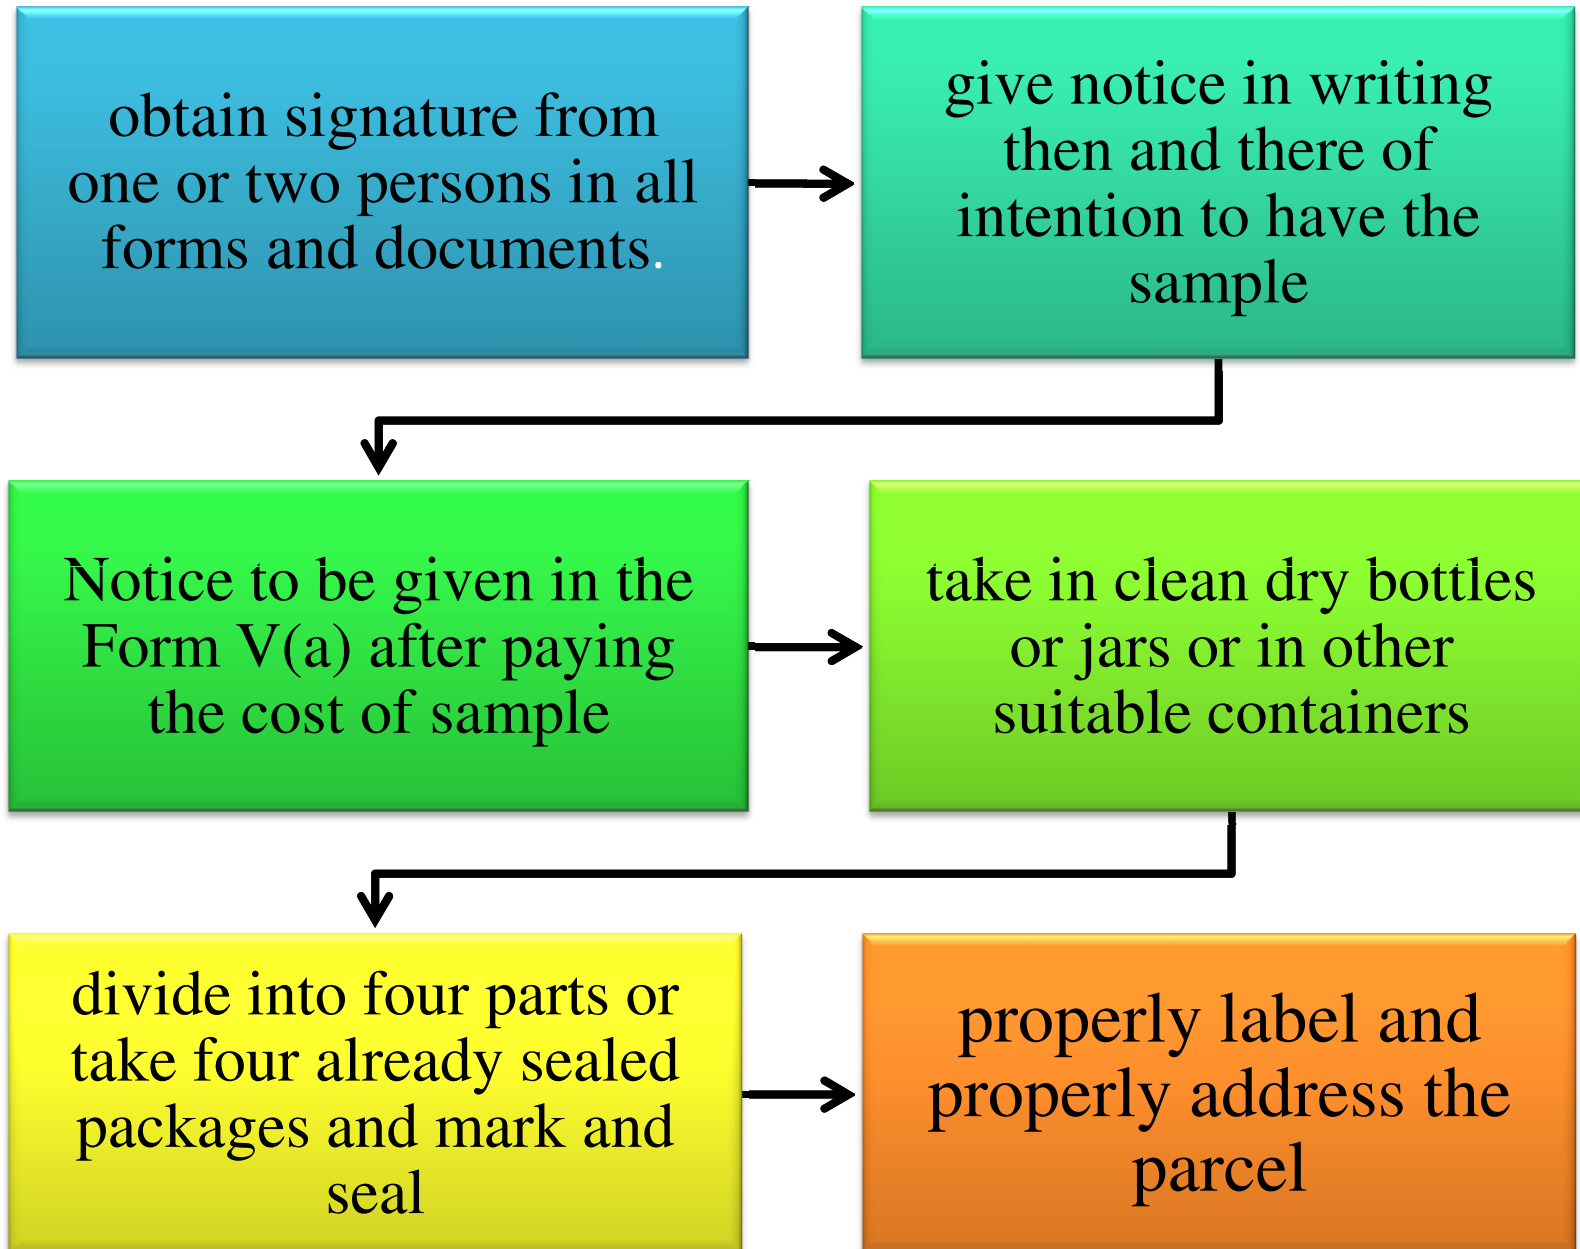 obtain signature from
one or two persons in all
forms and documents.
give notice in writing
then and there of
intention to have the
sample
Notice to be given in the
Form V(a) after paying
the cost of sample
take in clean dry bottles
or jars or in other
suitable containers
divide into four parts or
take four already sealed
packages and mark and
seal
properly label and
properly address the
parcel